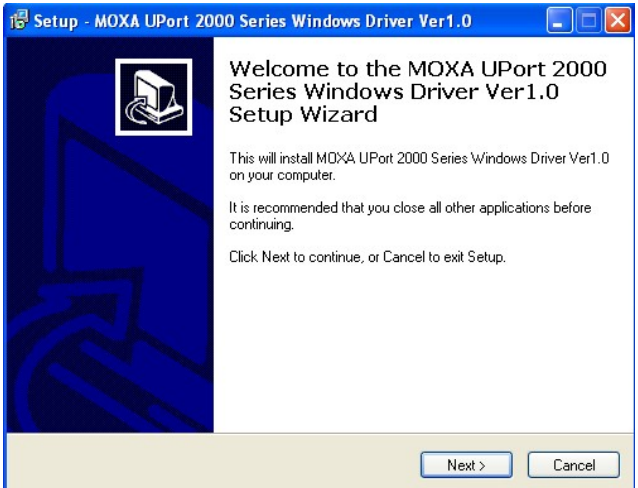 Setup - MOXA UPort 2000 Series Windows Driver Ver1.0
Welcome to the MOXA UPort 2000
Series Windows Driver Ver1.0
Setup Wizard
This will install MOXA UPort 2000 Series Windows Driver Ver1.0
on your computer.
It is recommended that you close all other applications before
continuing.
Click Next to continue, or Cancel to exit Setup.
Next >
Cancel